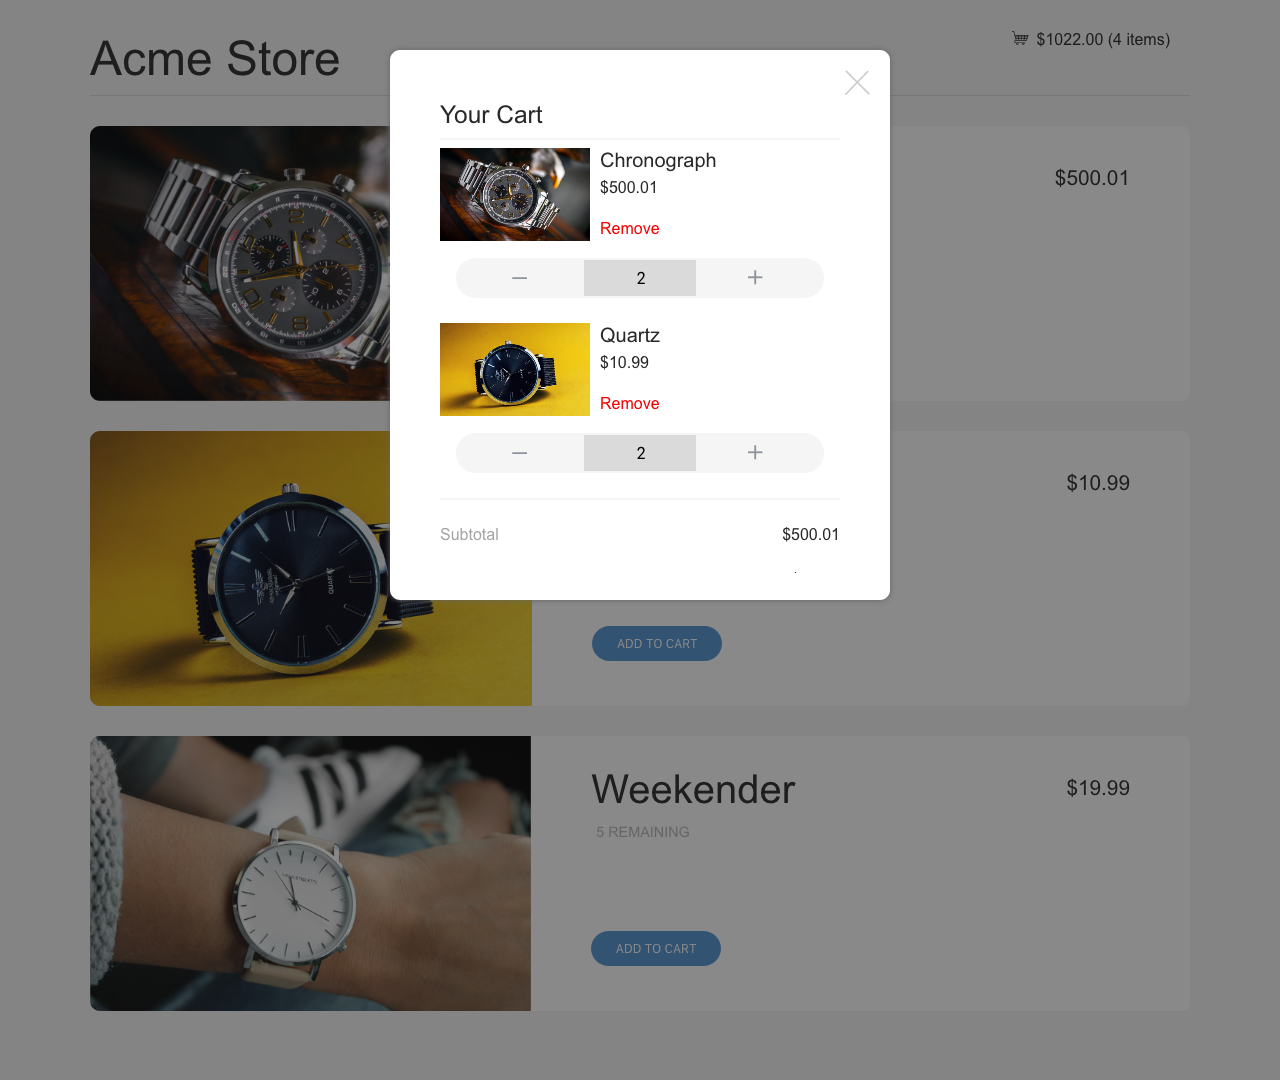 Acme Store
$1022.00 (4 items)
Your Cart
Chronograph
$500.01
Remove
2
Quartz
$10.99
Remove
2
Subtotal
$500.01
$500.01
$10.99
ADD TO CART
QUARTZ
Weekender
$19.99
5 REMAINING
ADD TO CART